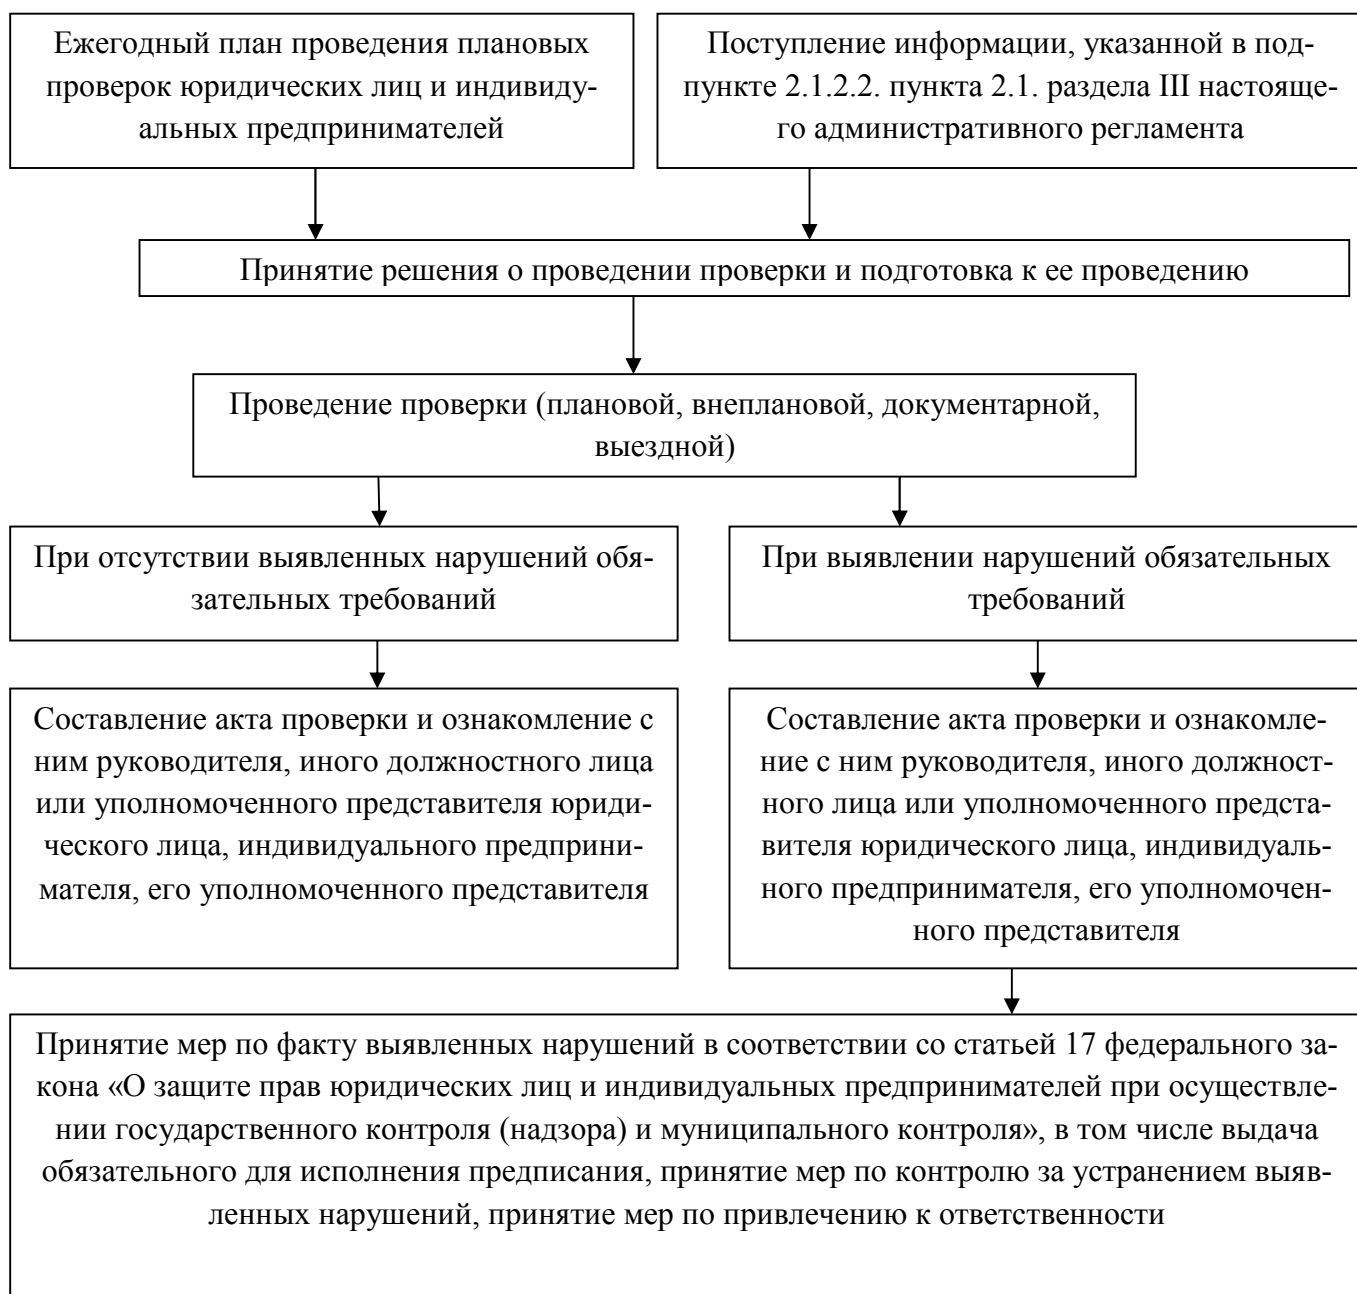 Ежегодный план проведения плановых
проверок юридических лиц и индивиду-
альных предпринимателей
Поступление информации, указанной в под-
пункте 2.1.2.2. пункта 2.1. раздела III настояще-
го административного регламента
Принятие решения о проведении проверки и подготовка к ее проведению
Проведение проверки (плановой, внеплановой, документарной,
выездной)
При отсутствии выявленных нарушений обя-
зательных требований
При выявлении нарушений обязательных
требований
Составление акта проверки и ознакомление с
ним руководителя, иного должностного лица
или уполномоченного представителя юриди-
ческого лица, индивидуального предприни-
мателя, его уполномоченного представителя
Составление акта проверки и ознакомле-
ние с ним руководителя, иного должност-
ного лица или уполномоченного предста-
вителя юридического лица, индивидуаль-
ного предпринимателя, его уполномочен-
ного представителя
Принятие мер по факту выявленных нарушений в соответствии со статьей 17 федерального за-
кона «О защите прав юридических лиц и индивидуальных предпринимателей при осуществле-
нии государственного контроля (надзора) и муниципального контроля», в том числе выдача
обязательного для исполнения предписания, принятие мер по контролю за устранением выяв-
ленных нарушений, принятие мер по привлечению к ответственности